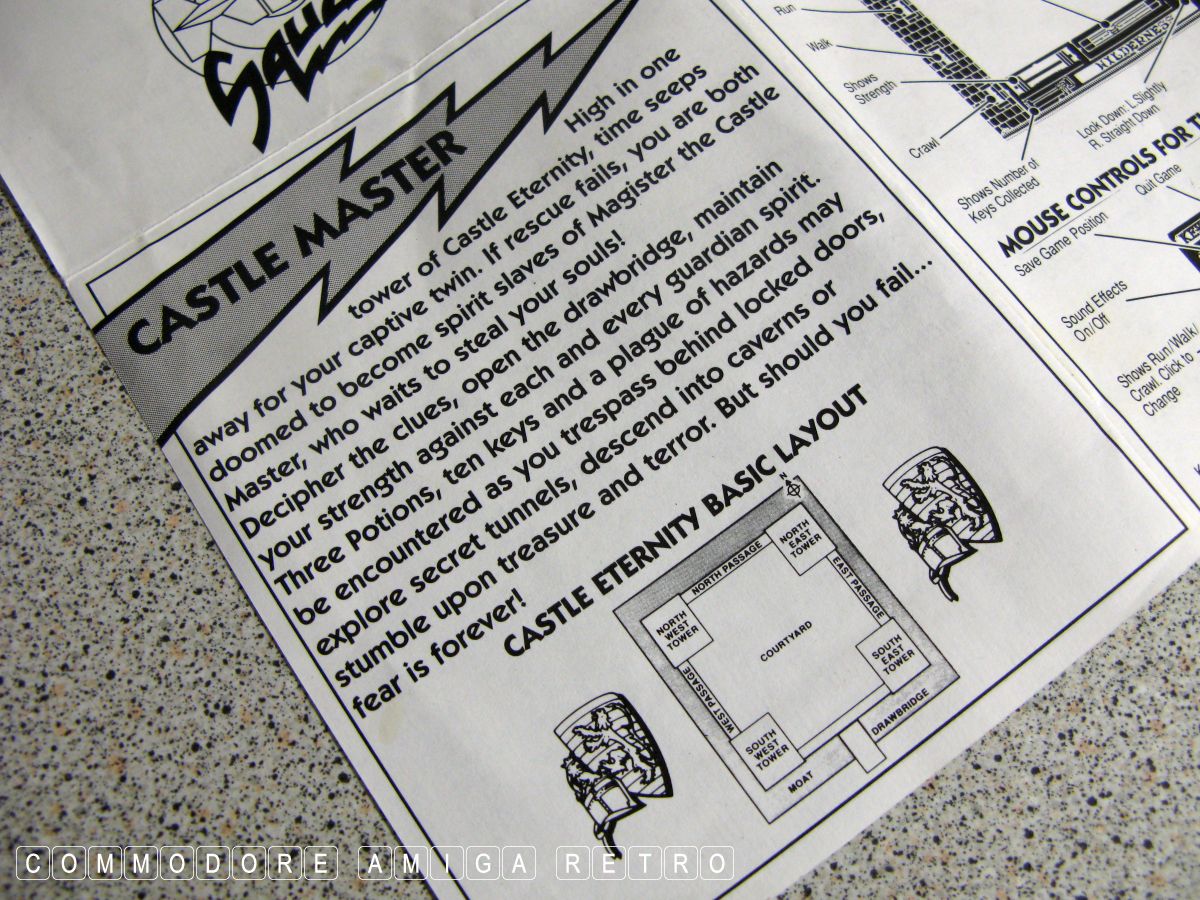 CASTLE MASTER
High in one
tower of Castle Eternity, time seeps
away for your captive twin. If rescue fails, you are both
doomed to become spirit slaves of Magister the Castle
Master, who waits to steal your souls!
Decipher the clues, open the drawbridge, maintain
your strength against each and every guardian spirit.
Three Potions, ten keys and a plague of hazards may
be encountered as you trespass behind locked doors,
explore secret tunnels, descend into caverns or
stumble upon treasure and terror. But should you fail...
fear is forever!
CASTLE ETERNITY BASIC LAYOUT
N
NORTH
EAST
TOWER
NORTH PASSAGE
EAST PASSAGE
NORTH
WEST
TOWER
COURTYARD
SOUTH
EAST
TOWER
WEST PASSAGE
SOUTH
WEST
TOWER
DRAWBRIDGE
MOAT
Run
Walk
Shows
Strength
Crawl
Shows Number of
Keys Collected
Look Down: L.Slightly
R. Straight Down
MOUSE CONTROLS FOR
Quit Game
Save Game Position
Sound Effects
On/Off
Shows Run/Walk/
Crawl. Click to
Change
COMMODORE AMIGA RETRO